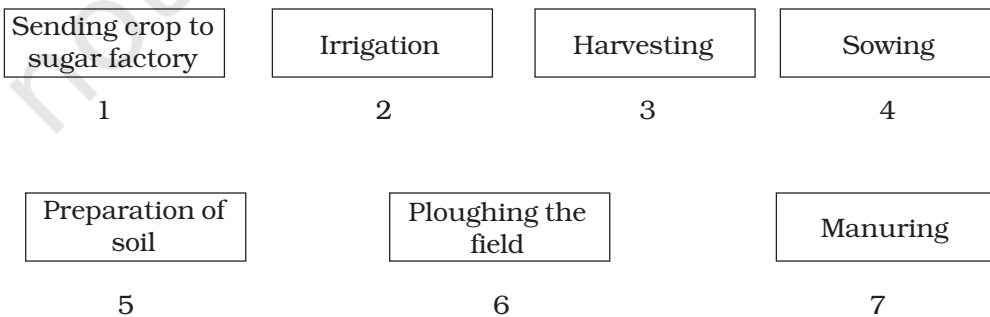 Sending crop to
sugar factory
Irrigation
Harvesting
Sowing
1
2
3
4
Preparation of
soil
Ploughing the
field
Manuring
5
6
7